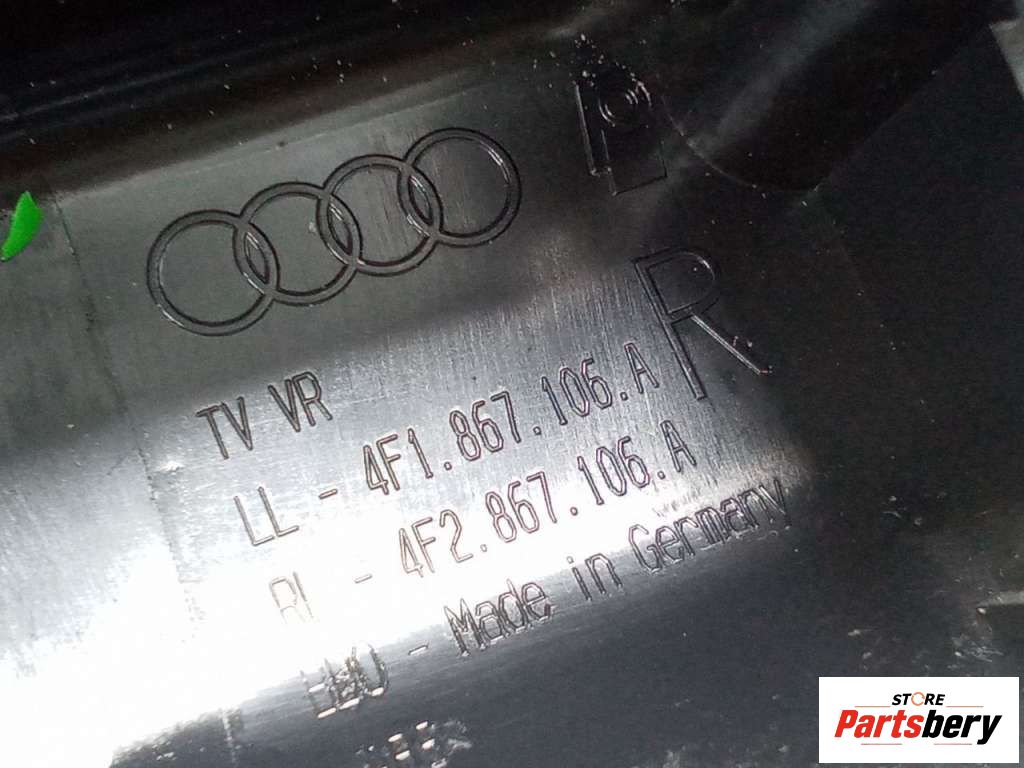 R
TV VR
LL - 4F1.867.106.A
RL - 4F2.867.106.A
- Made in Germany
STORE
Partsbery